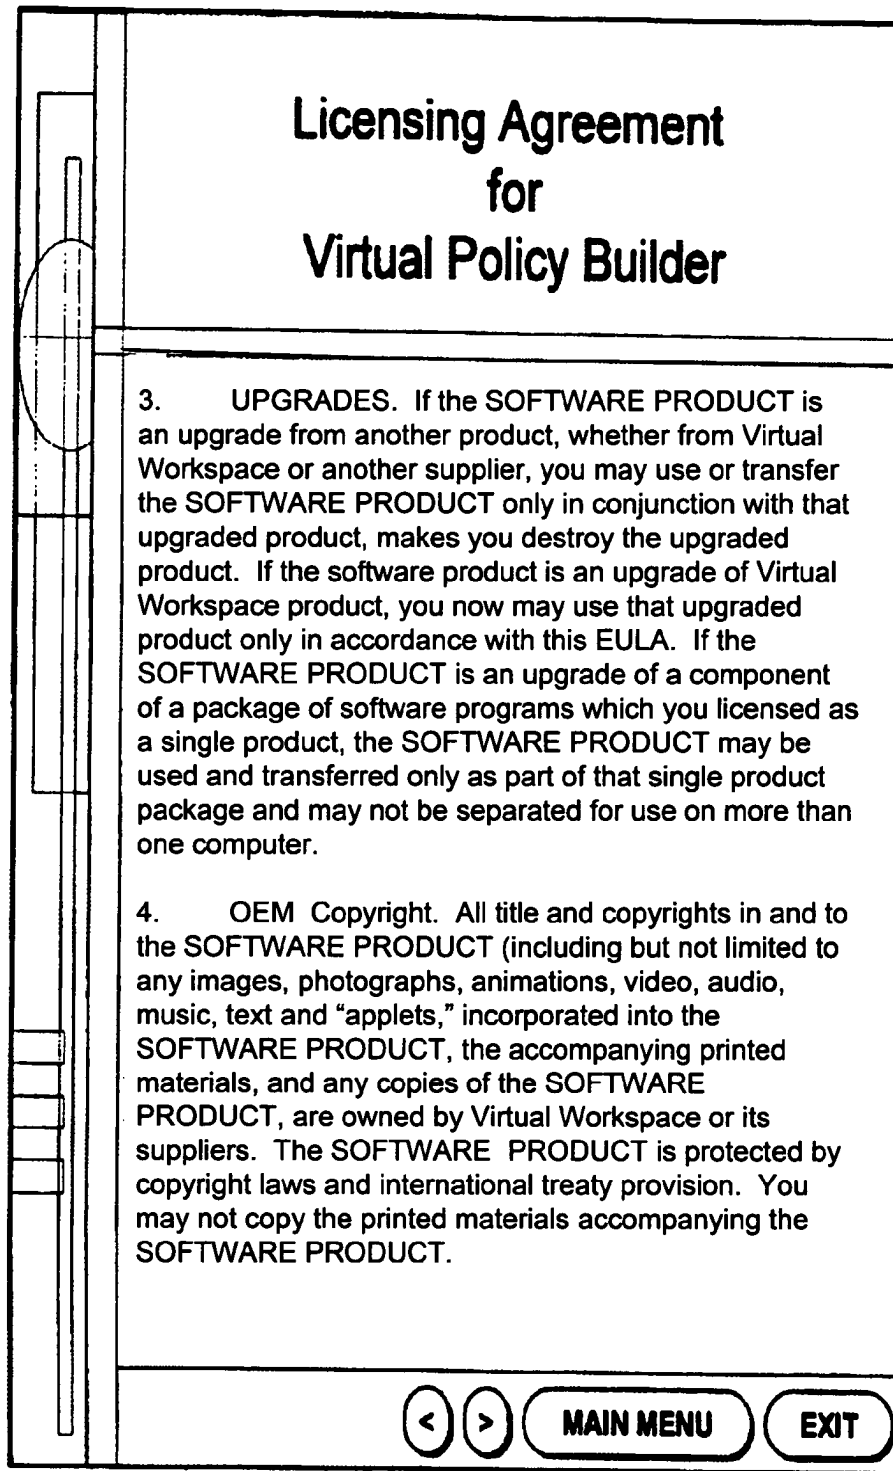 Licensing Agreement
for
Virtual Policy Builder
3. UPGRADES. If the SOFTWARE PRODUCT is
an upgrade from another product, whether from Virtual
Workspace or another supplier, you may use or transfer
the SOFTWARE PRODUCT only in conjunction with that
upgraded product, makes you destroy the upgraded
product. If the software product is an upgrade of Virtual
Workspace product, you now may use that upgraded
product only in accordance with this EULA. If the
SOFTWARE PRODUCT is an upgrade of a component
of a package of software programs which you licensed as
a single product, the SOFTWARE PRODUCT may be
used and transferred only as part of that single product
package and may not be separated for use on more than
one computer.
4. OEM Copyright. All title and copyrights in and to
the SOFTWARE PRODUCT (including but not limited to
any images, photographs, animations, video, audio,
music, text and “applets,” incorporated into the
SOFTWARE PRODUCT, the accompanying printed
materials, and any copies of the SOFTWARE
PRODUCT, are owned by Virtual Workspace or its
suppliers. The SOFTWARE PRODUCT is protected by
copyright laws and international treaty provision. You
may not copy the printed materials accompanying the
SOFTWARE PRODUCT.
< > MAIN MENU EXIT